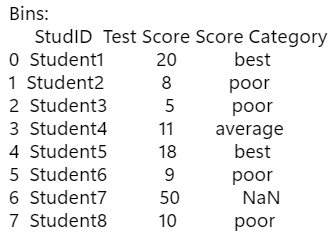 Bins:
StudID Test Score Score Category
0 Student1 20 best
1 Student2 8 poor
2 Student3 5 poor
3 Student4 11 average
4 Student5 18 best
5 Student6 9 poor
6 Student7 50 NaN
7 Student8 10 poor